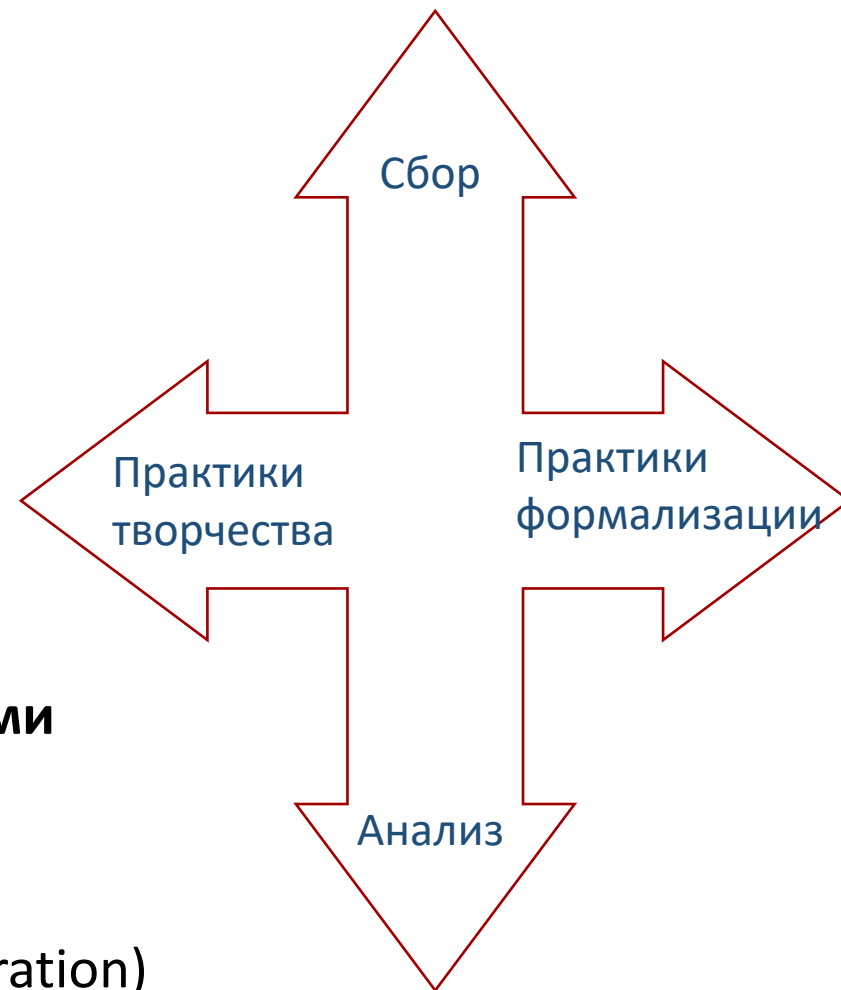 Сбор
Практики
творчества
Практики
формализации
ми
Анализ
ration)